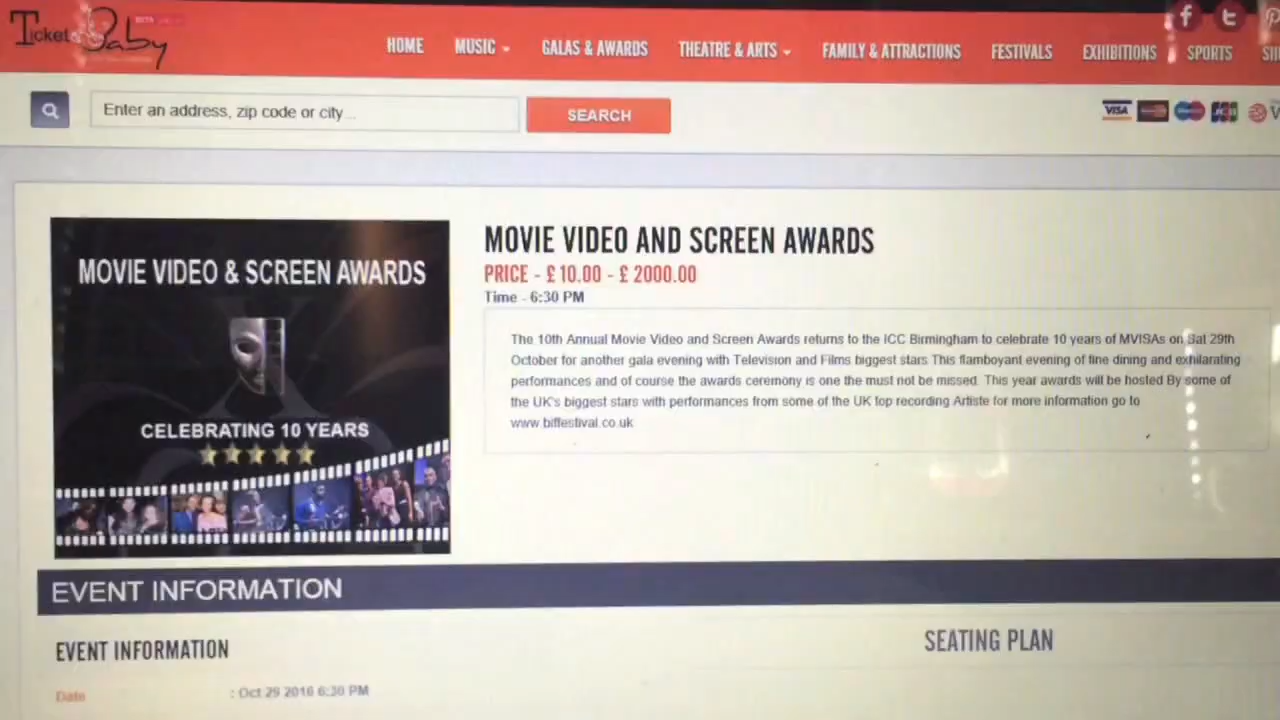 Ticket Baby
BETA
HOME MUSIC GALAS & AWARDS THEATRE & ARTS FAMILY & ATTRACTIONS FESTIVALS EXHIBITIONS SPORTS
Enter an address, zip code or city...
SEARCH
VISA
JCB
MOVIE VIDEO & SCREEN AWARDS
CELEBRATING 10 YEARS
MOVIE VIDEO AND SCREEN AWARDS
PRICE - £ 10.00 - £ 2000.00
Time - 6:30 PM
The 10th Annual Movie Video and Screen Awards returns to the ICC Birmingham to celebrate 10 years of MVISAs on Sat 29th
October for another gala evening with Television and Films biggest stars This flamboyant evening of fine dining and exhilarating
performances and of course the awards ceremony is one the must not be missed. This year awards will be hosted By some of
the UK's biggest stars with performances from some of the UK top recording Artiste for more information go to
www.biffestival.co.uk
EVENT INFORMATION
EVENT INFORMATION
SEATING PLAN
Date : Oct 29 2016 6:30 PM